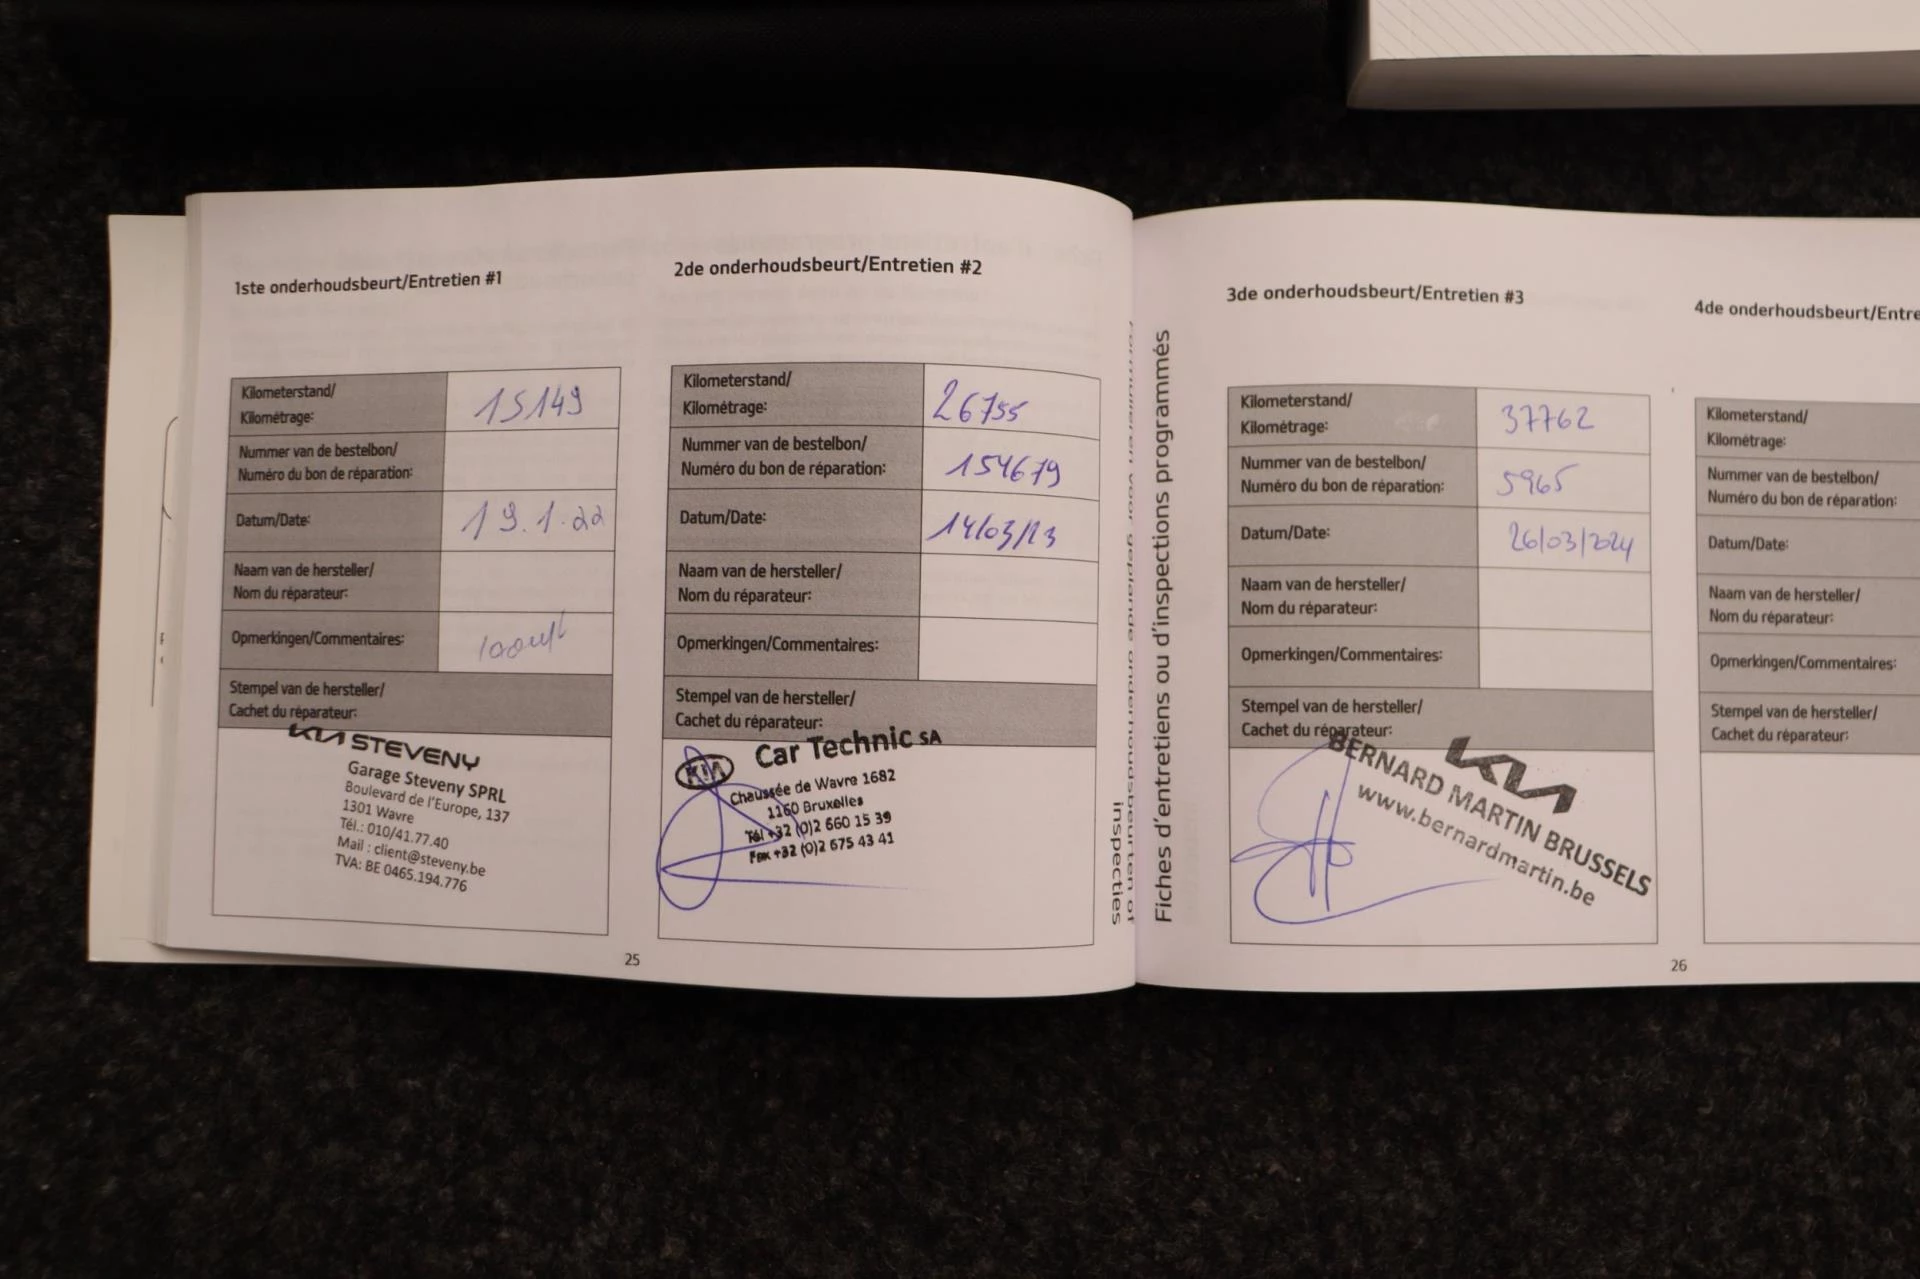 1ste onderhoudsbeurt/Entretien #1
Kilometerstand/
Kilométrage:
15149
Nummer van de bestelbon/
Numéro du bon de réparation:
Datum/Date:
19.1.22
Naam van de hersteller/
Nom du réparateur:
Opmerkingen/Commentaires:
Stempel van de hersteller/
Cachet du réparateur:
KIA STEVENY
Garage Steveny SPRL
Boulevard de l'Europe, 137
1301 Wavre
Tél.: 010/41.77.40
Mail : client@steveny.be
TVA: BE 0465.194.776
2de onderhoudsbeurt/Entretien #2
Kilometerstand/
Kilométrage:
26755
Nummer van de bestelbon/
Numéro du bon de réparation:
154679
Datum/Date:
14/03/23
Naam van de hersteller/
Nom du réparateur:
Opmerkingen/Commentaires:
Stempel van de hersteller/
Cachet du réparateur:
KIA Car Technic SA
Chaussée de Wavre 1682
1160 Bruxelles
Tél +32 (0)2 660 15 39
Fax +32 (0)2 675 43 41
25
voor geplande onderhoudsbeurten of
inspecties
Fiches d'entretiens ou d'inspections programmés
3de onderhoudsbeurt/Entretien #3
Kilometerstand/
Kilométrage:
37762
Nummer van de bestelbon/
Numéro du bon de réparation:
5965
Datum/Date:
26/03/2024
Naam van de hersteller/
Nom du réparateur:
Opmerkingen/Commentaires:
Stempel van de hersteller/
Cachet du réparateur:
KIA
BERNARD MARTIN BRUSSELS
www.bernardmartin.be
26
4de onderhoudsbeurt/Entre
Kilometerstand/
Kilométrage:
Nummer van de bestelbon/
Numéro du bon de réparation:
Datum/Date:
Naam van de hersteller/
Nom du réparateur:
Opmerkingen/Commentaires:
Stempel van de hersteller/
Cachet du réparateur: